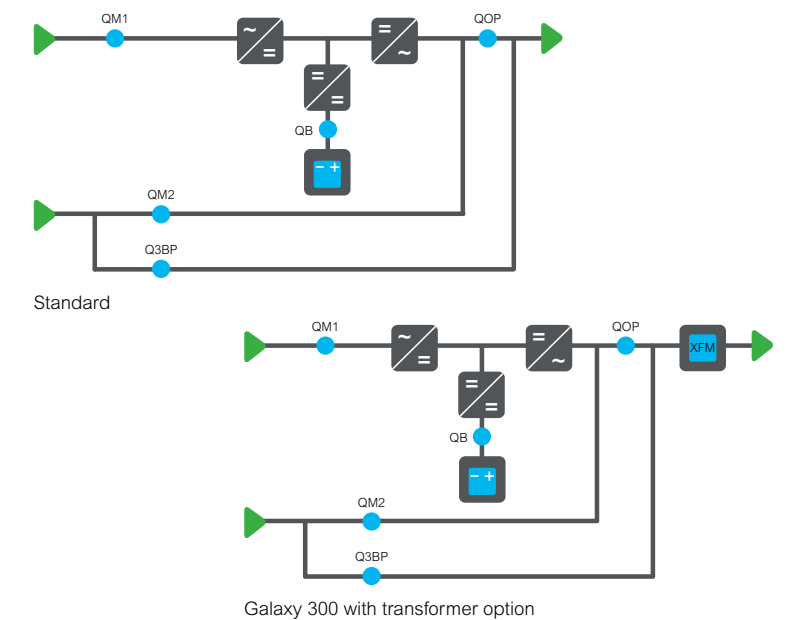 QM1
QOP
QB
− +
QM2
Q3BP
Standard
QM1
QOP
XFM
QB
− +
QM2
Q3BP
Galaxy 300 with transformer option